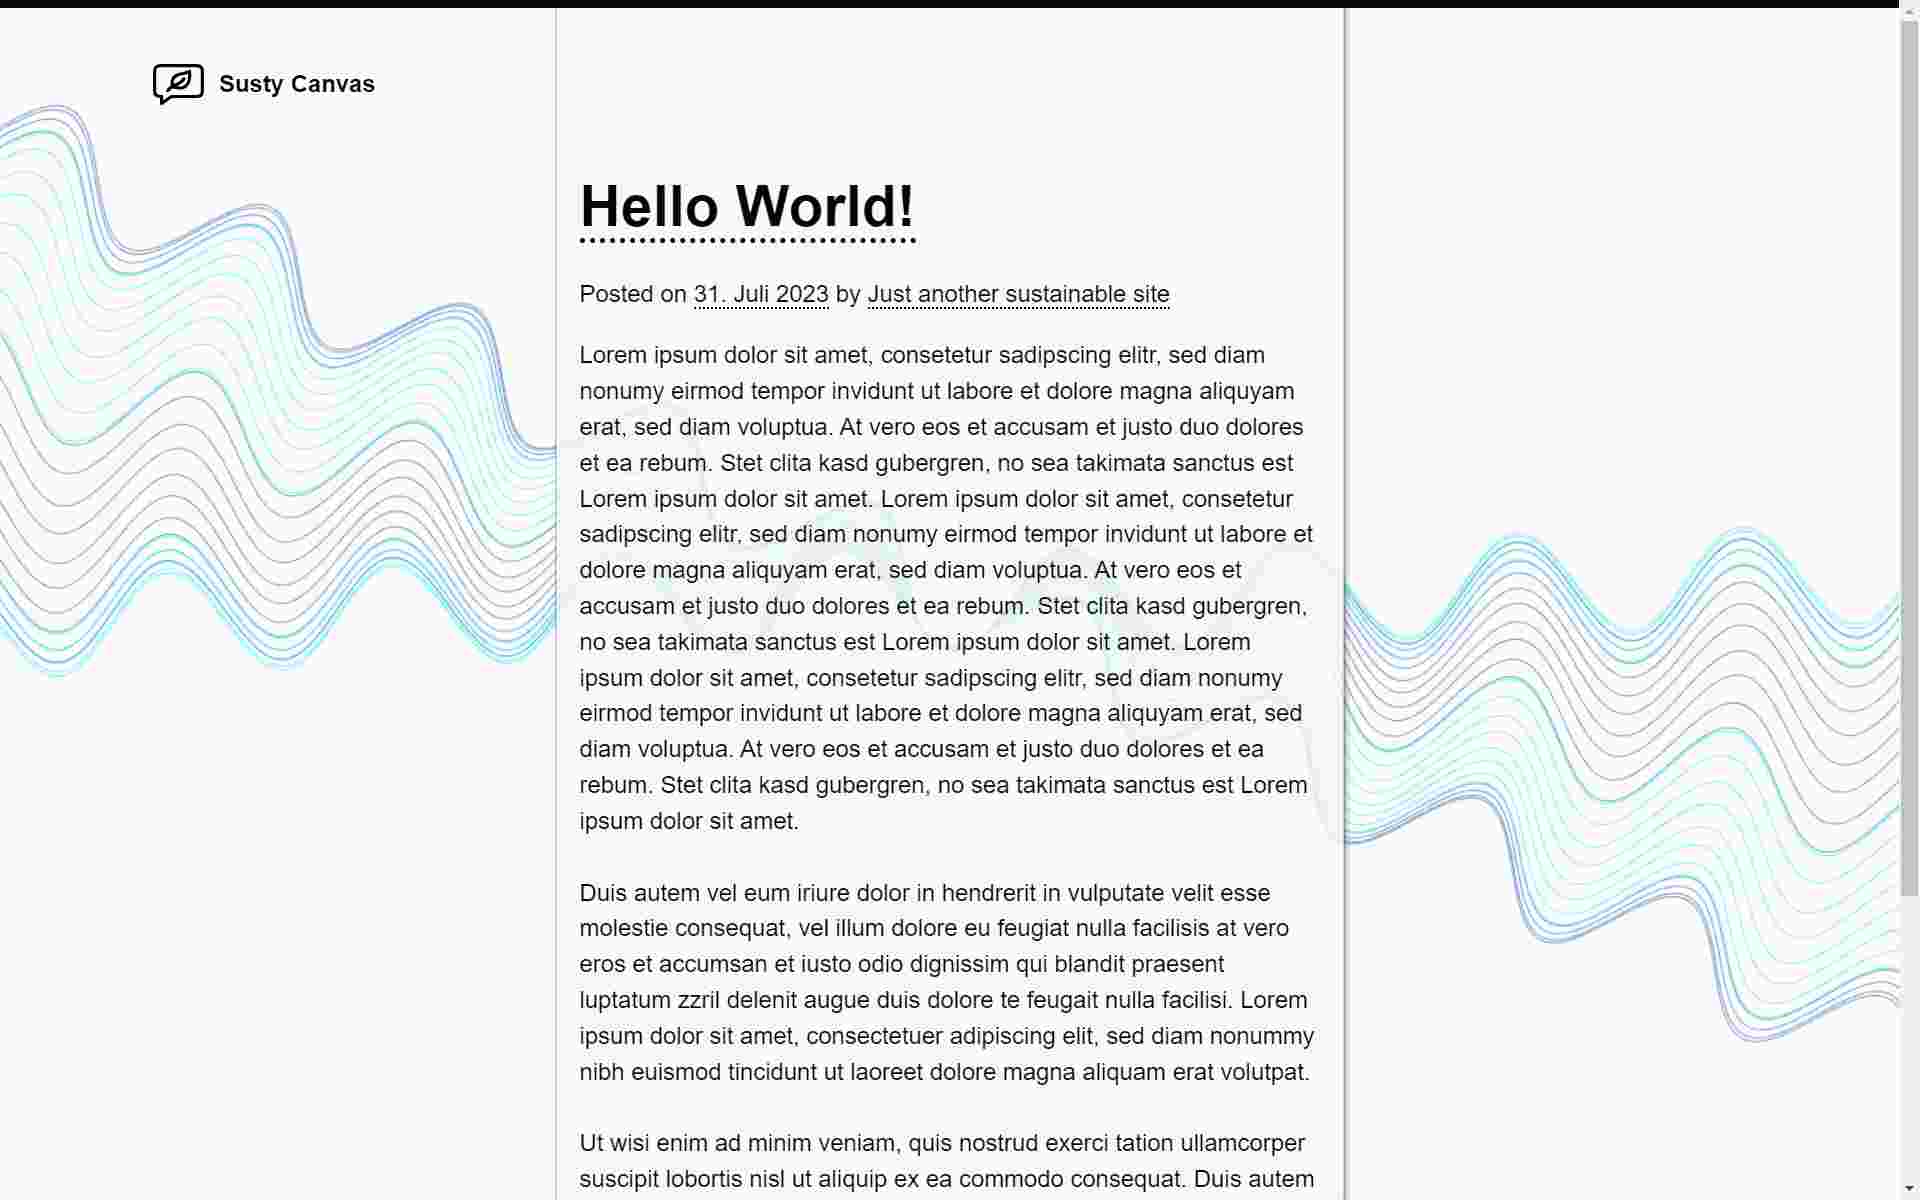 Susty Canvas
Hello World!
Posted on 31. Juli 2023 by Just another sustainable site
Lorem ipsum dolor sit amet, consetetur sadipscing elitr, sed diam
nonumy eirmod tempor invidunt ut labore et dolore magna aliquyam
erat, sed diam voluptua. At vero eos et accusam et justo duo dolores
et ea rebum. Stet clita kasd gubergren, no sea takimata sanctus est
Lorem ipsum dolor sit amet. Lorem ipsum dolor sit amet, consetetur
sadipscing elitr, sed diam nonumy eirmod tempor invidunt ut labore et
dolore magna aliquyam erat, sed diam voluptua. At vero eos et
accusam et justo duo dolores et ea rebum. Stet clita kasd gubergren,
no sea takimata sanctus est Lorem ipsum dolor sit amet. Lorem
ipsum dolor sit amet, consetetur sadipscing elitr, sed diam nonumy
eirmod tempor invidunt ut labore et dolore magna aliquyam erat, sed
diam voluptua. At vero eos et accusam et justo duo dolores et ea
rebum. Stet clita kasd gubergren, no sea takimata sanctus est Lorem
ipsum dolor sit amet.
Duis autem vel eum iriure dolor in hendrerit in vulputate velit esse
molestie consequat, vel illum dolore eu feugiat nulla facilisis at vero
eros et accumsan et iusto odio dignissim qui blandit praesent
luptatum zzril delenit augue duis dolore te feugait nulla facilisi. Lorem
ipsum dolor sit amet, consectetuer adipiscing elit, sed diam nonummy
nibh euismod tincidunt ut laoreet dolore magna aliquam erat volutpat.
Ut wisi enim ad minim veniam, quis nostrud exerci tation ullamcorper
suscipit lobortis nisl ut aliquip ex ea commodo consequat. Duis autem